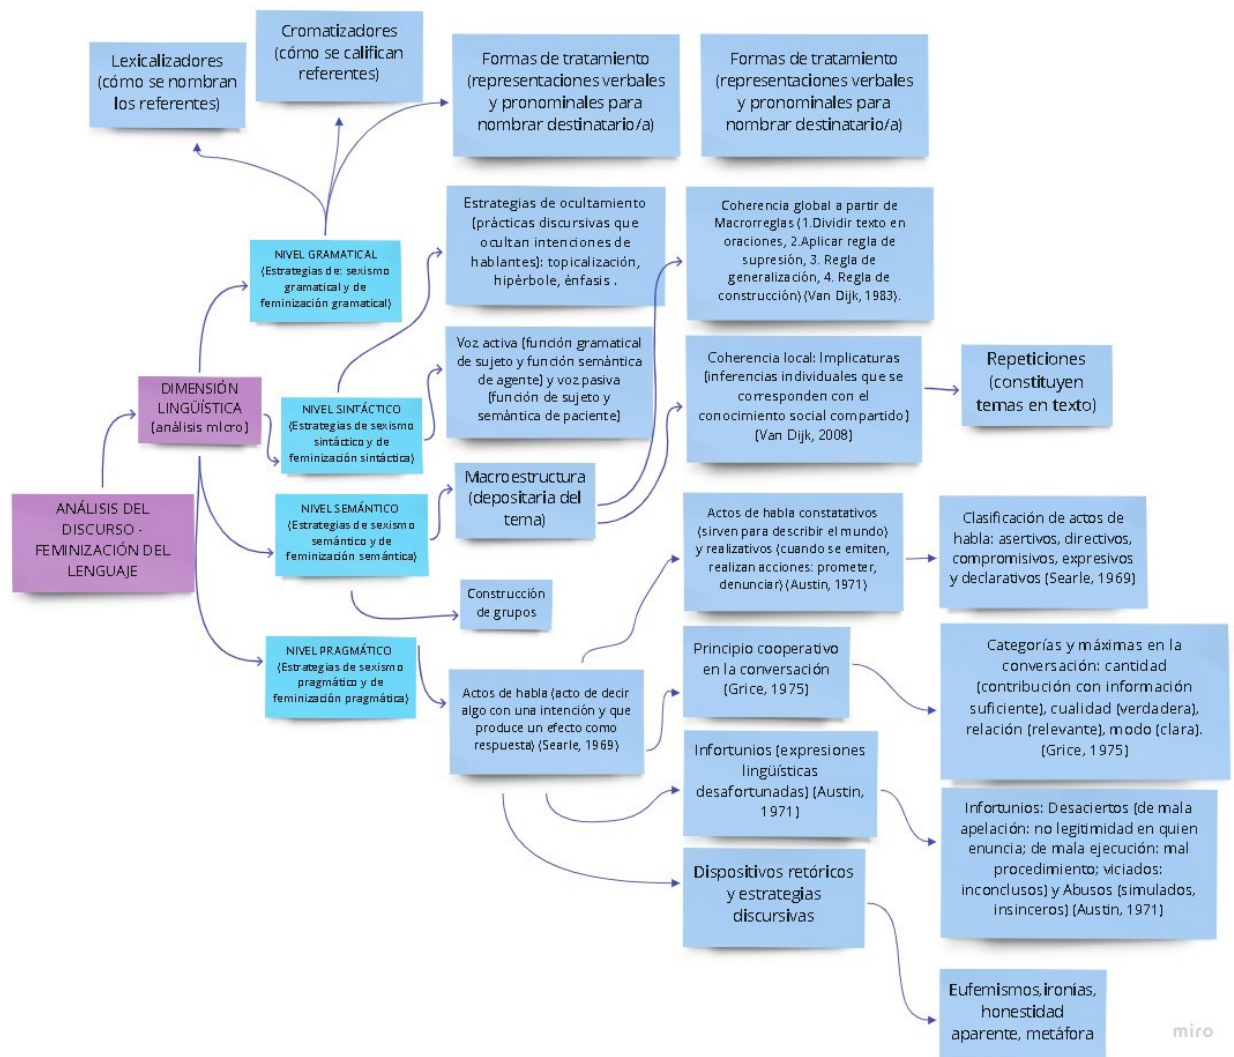 Lexicalizadores
(cómo se nombran
los referentes)
Cromatizadores
(cómo se califican
referentes)
Formas de tratamiento
(representaciones verbales
y pronominales para
nombrar destinatario/a)
Formas de tratamiento
(representaciones verbales
y pronominales para
nombrar destinatario/a)
NIVEL GRAMATICAL
(Estrategias de: sexismo
gramatical y de
feminización gramatical)
Estrategias de ocultamiento
(prácticas discursivas que
ocultan intenciones de
hablantes): topicalización,
hipérbole, énfasis .
Coherencia global a partir de
Macrorreglas (1.Dividir texto en
oraciones, 2.Aplicar regla de
supresión, 3. Regla de
generalización, 4. Regla de
construcción) (Van Dijk, 1983).
Voz activa (función gramatical
de sujeto y función semántica
de agente) y voz pasiva
(función de sujeto y
semántica de paciente)
Coherencia local: Implicaturas
(inferencias individuales que se
corresponden con el
conocimiento social compartido)
(Van Dijk, 2008)
Repeticiones
(constituyen
temas en texto)
DIMENSIÓN
LINGÜÍSTICA
(análisis micro)
NIVEL SINTÁCTICO
(Estrategias de sexismo
sintáctico y de
feminización sintáctica)
ANÁLISIS DEL
DISCURSO -
FEMINIZACIÓN DEL
LENGUAJE
NIVEL SEMÁNTICO
(Estrategias de sexismo
semántico y de
feminización semántica)
Macroestructura
(depositaria del
tema)
Construcción
de grupos
Actos de habla constatativos
(sirven para describir el mundo)
y realizativos (cuando se emiten,
realizan acciones: prometer,
denunciar) (Austin, 1971)
Clasificación de actos de
habla: asertivos, directivos,
compromisivos, expresivos
y declarativos (Searle, 1969)
NIVEL PRAGMÁTICO
(Estrategias de sexismo
pragmático y de
feminización pragmática)
Actos de habla (acto de decir
algo con una intención y que
produce un efecto como
respuesta) (Searle, 1969)
Principio cooperativo
en la conversación
(Grice, 1975)
Categorías y máximas en la
conversación: cantidad
(contribución con información
suficiente), cualidad (verdadera),
relación (relevante), modo (clara).
(Grice, 1975)
Infortunios (expresiones
lingüísticas
desafortunadas) (Austin,
1971)
Infortunios: Desaciertos (de mala
apelación: no legitimidad en quien
enuncia; de mala ejecución: mal
procedimiento; viciados:
inconclusos) y Abusos (simulados,
insinceros) (Austin, 1971)
Dispositivos retóricos
y estrategias
discursivas
Eufemismos,ironías,
honestidad
aparente, metáfora
miro